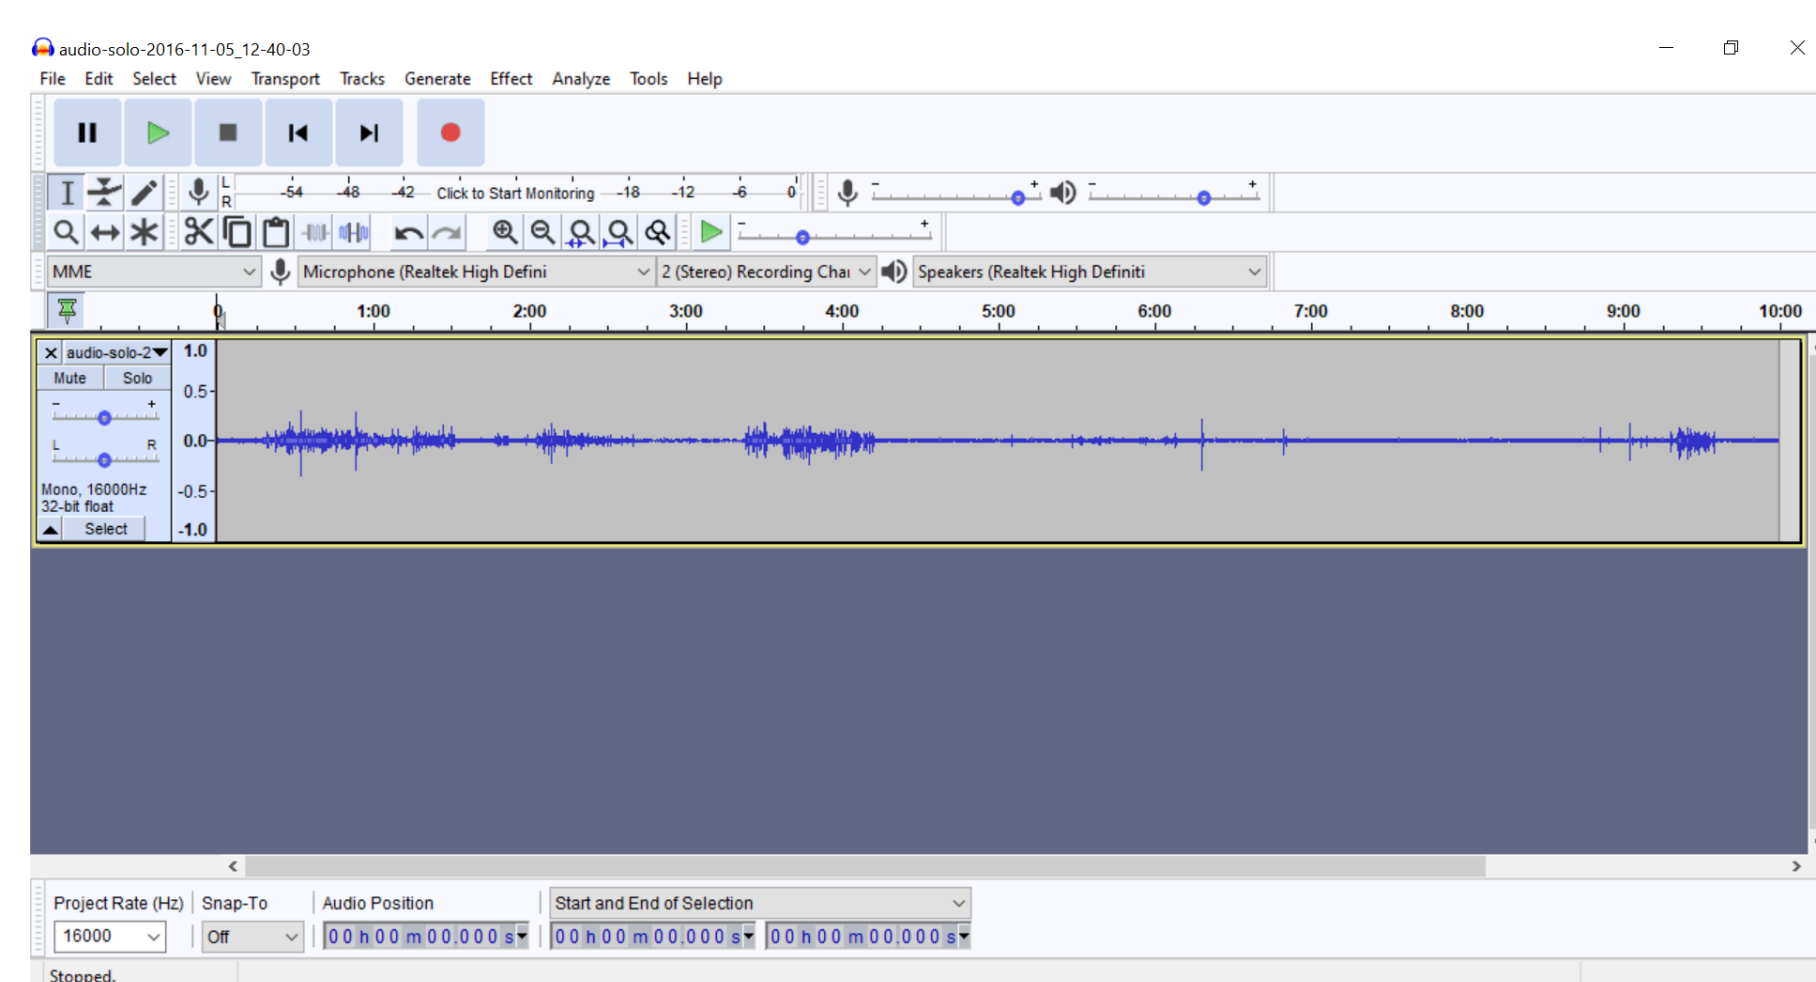 audio-solo-2016-11-05_12-40-03
File Edit Select View Transport Tracks Generate Effect Analyze Tools Help
L
R
-54 -48 -42 Click to Start Monitoring -18 -12 -6 0
- +
- +
- +
MME
Microphone (Realtek High Defini
2 (Stereo) Recording Chai
Speakers (Realtek High Definiti
0 1:00 2:00 3:00 4:00 5:00 6:00 7:00 8:00 9:00 10:00
audio-solo-2
Mute Solo
- +
L R
Mono, 16000Hz
32-bit float
Select
1.0
0.5
0.0
-0.5
-1.0
Project Rate (Hz) Snap-To Audio Position Start and End of Selection
16000 Off 00 h 00 m 00.000 s 00 h 00 m 00.000 s 00 h 00 m 00.000 s
Stopped.